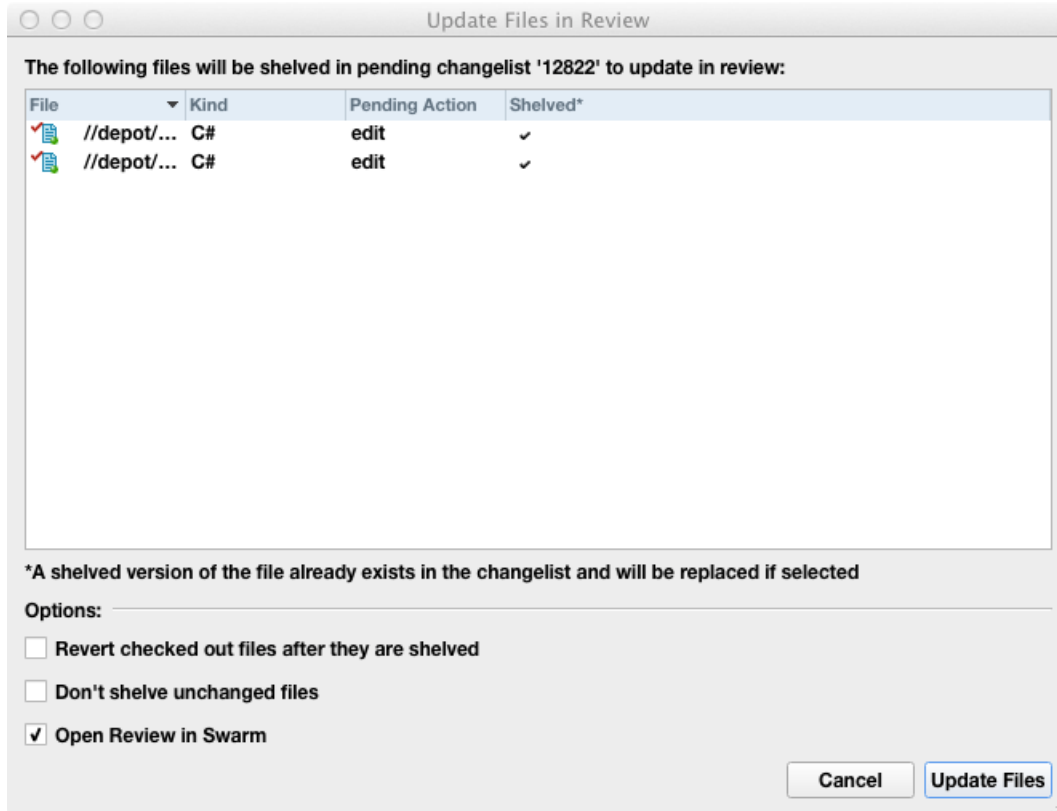 Update Files in Review
The following files will be shelved in pending changelist '12822' to update in review:
File Kind Pending Action Shelved*
//depot/... C# edit
//depot/... C# edit
*A shelved version of the file already exists in the changelist and will be replaced if selected
Options:
Revert checked out files after they are shelved
Don't shelve unchanged files
Open Review in Swarm
Cancel Update Files